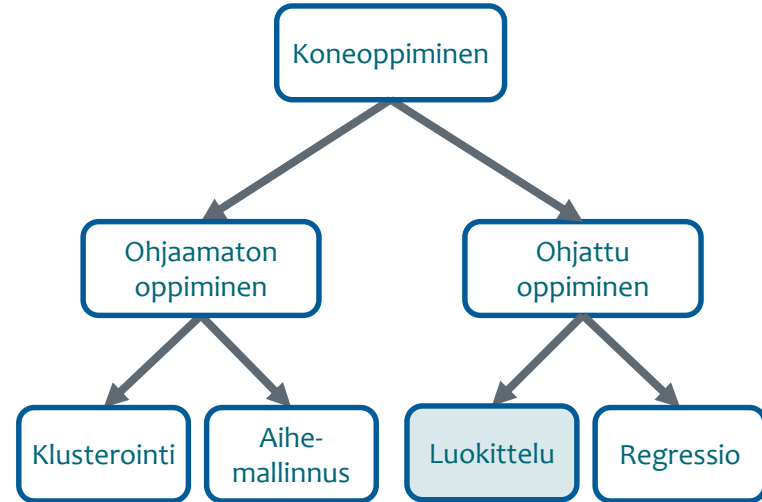 Koneoppiminen
Ohjaamaton
oppiminen
Ohjattu
oppiminen
Klusterointi
Aihe-
mallinnus
Luokittelu
Regressio